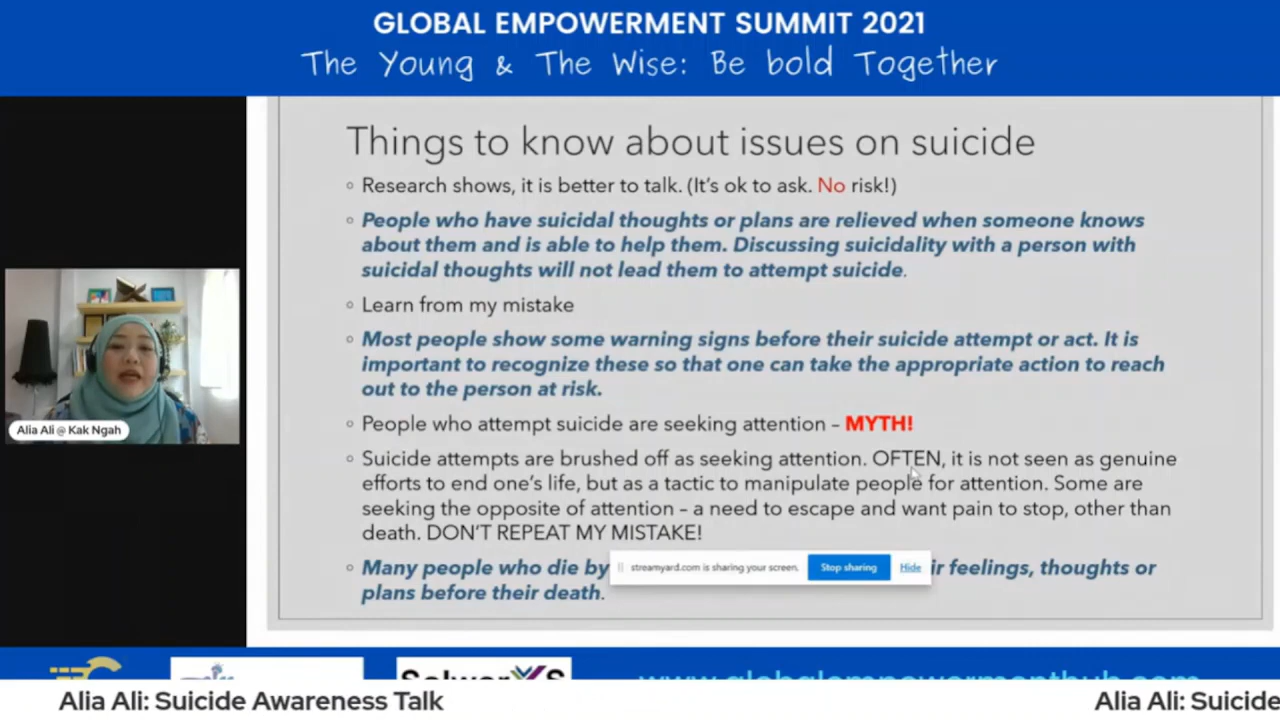 GLOBAL EMPOWERMENT SUMMIT 2021
The Young & The Wise: Be bold Together
Things to know about issues on suicide
Research shows, it is better to talk. (It's ok to ask. No risk!)
People who have suicidal thoughts or plans are relieved when someone knows
about them and is able to help them. Discussing suicidality with a person with
suicidal thoughts will not lead them to attempt suicide.
Learn from my mistake
Most people show some warning signs before their suicide attempt or act. It is
important to recognize these so that one can take the appropriate action to reach
out to the person at risk.
People who attempt suicide are seeking attention – MYTH!
Suicide attempts are brushed off as seeking attention. OFTEN, it is not seen as genuine
efforts to end one's life, but as a tactic to manipulate people for attention. Some are
seeking the opposite of attention – a need to escape and want pain to stop, other than
death. DON'T REPEAT MY MISTAKE!
Many people who die by
streamyard.com is sharing your screen. Stop sharing Hide
feelings, thoughts or
plans before their death.
Alia Ali @ Kak Ngah
www.globalempowermenthub.com
Alia Ali: Suicide Awareness Talk
Alia Ali: Suicide